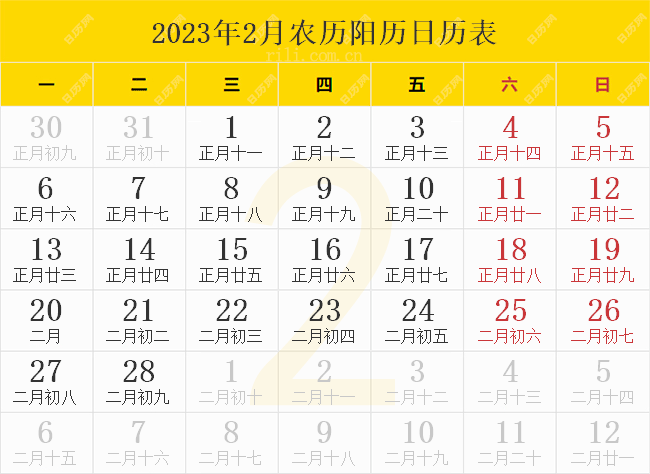 2023年2月农历阳历日历表
rili.com.cn
一 二 三 四 五 六 日
30 31 1 2 3 4 5
正月初九 正月初十 正月十一 正月十二 正月十三 正月十四 正月十五
6 7 8 9 10 11 12
正月十六 正月十七 正月十八 正月十九 正月二十 正月廿一 正月廿二
13 14 15 16 17 18 19
正月廿三 正月廿四 正月廿五 正月廿六 正月廿七 正月廿八 正月廿九
20 21 22 23 24 25 26
二月 二月初二 二月初三 二月初四 二月初五 二月初六 二月初七
27 28 1 2 3 4 5
二月初八 二月初九 二月初十 二月十一 二月十二 二月十三 二月十四
6 7 8 9 10 11 12
二月十五 二月十六 二月十七 二月十八 二月十九 二月二十 二月廿一
2